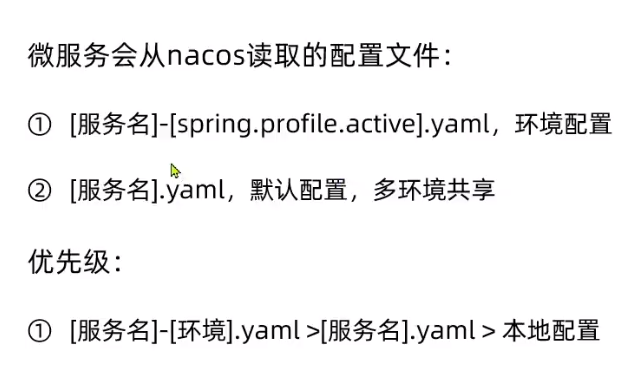 微服务会从nacos读取的配置文件：
① [服务名]-[spring.profile.active].yaml，环境配置
② [服务名].yaml，默认配置，多环境共享
优先级：
① [服务名]-[环境].yaml >[服务名].yaml > 本地配置